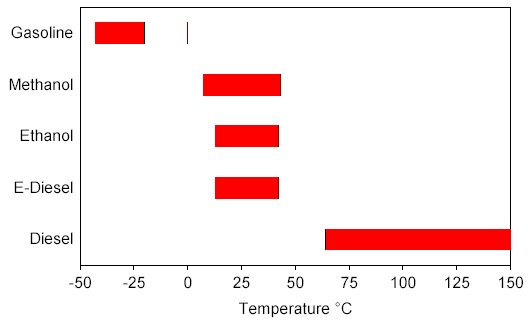 Gasoline
Methanol
Ethanol
E-Diesel
Diesel
-50 -25 0 25 50 75 100 125 150
Temperature °C